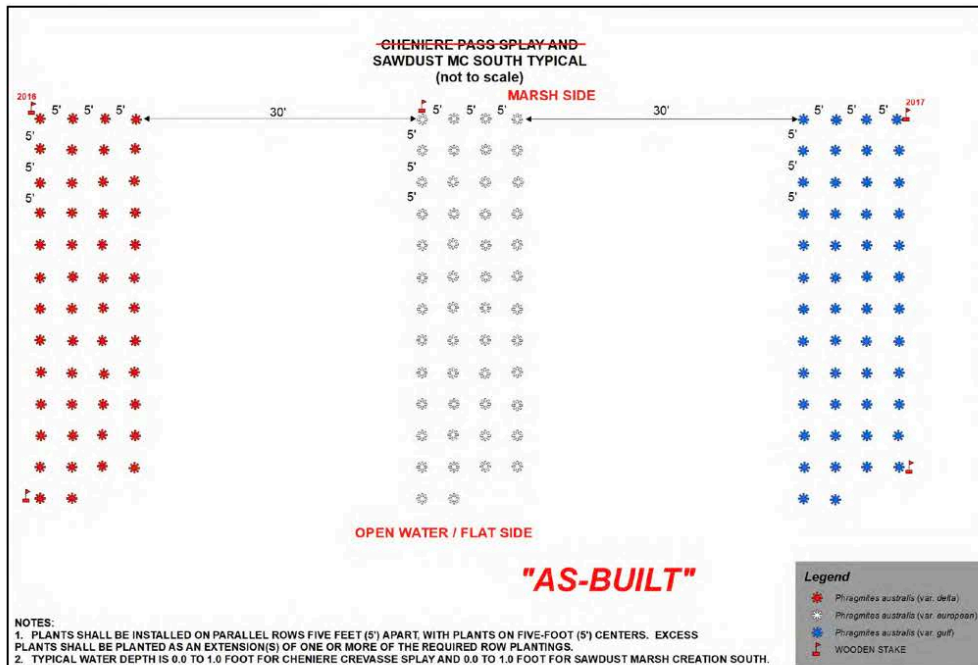 CHENIERE PASS SPLAY AND
SAWDUST MC SOUTH TYPICAL
(not to scale)
2016
5' 5' 5'
30'
5' 5' 5'
MARSH SIDE
30'
5' 5' 5'
2017
5' 5' 5'
5' 5' 5'
5' 5' 5'
OPEN WATER / FLAT SIDE
"AS-BUILT"
Legend
Phragmites australis (var. delta)
Phragmites australis (var. european)
Phragmites australis (var. gulf)
WOODEN STAKE
NOTES:
1. PLANTS SHALL BE INSTALLED ON PARALLEL ROWS FIVE FEET (5') APART, WITH PLANTS ON FIVE-FOOT (5') CENTERS. EXCESS
PLANTS SHALL BE PLANTED AS AN EXTENSION(S) OF ONE OR MORE OF THE REQUIRED ROW PLANTINGS.
2. TYPICAL WATER DEPTH IS 0.0 TO 1.0 FOOT FOR CHENIERE CREVASSE SPLAY AND 0.0 TO 1.0 FOOT FOR SAWDUST MARSH CREATION SOUTH.